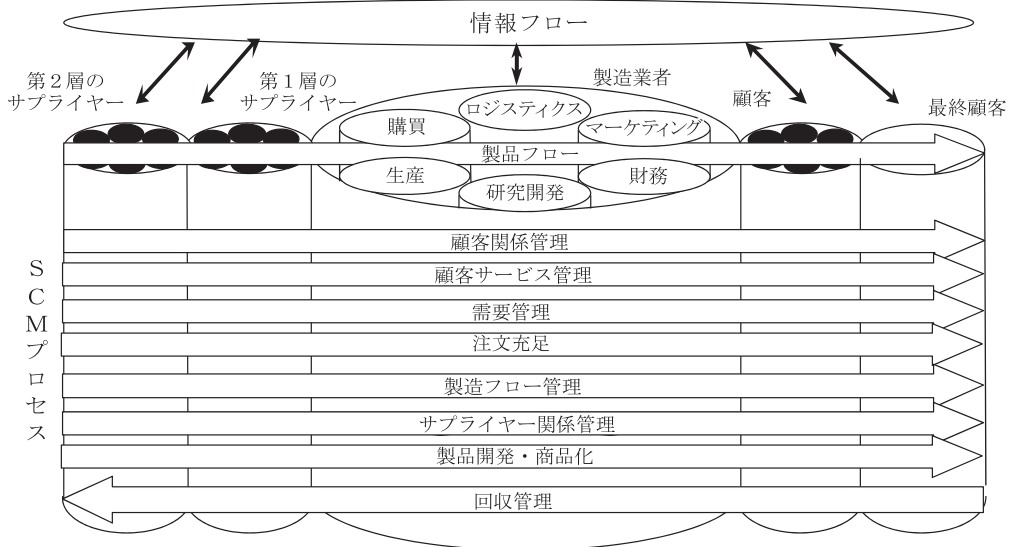 情報フロー
第２層の
サプライヤー
第１層の
サプライヤー
製造業者
顧客
最終顧客
ロジスティクス
購買
マーケティング
製品フロー
生産
財務
研究開発
SCMプロセス
顧客関係管理
顧客サービス管理
需要管理
注文充足
製造フロー管理
サプライヤー関係管理
製品開発・商品化
回収管理